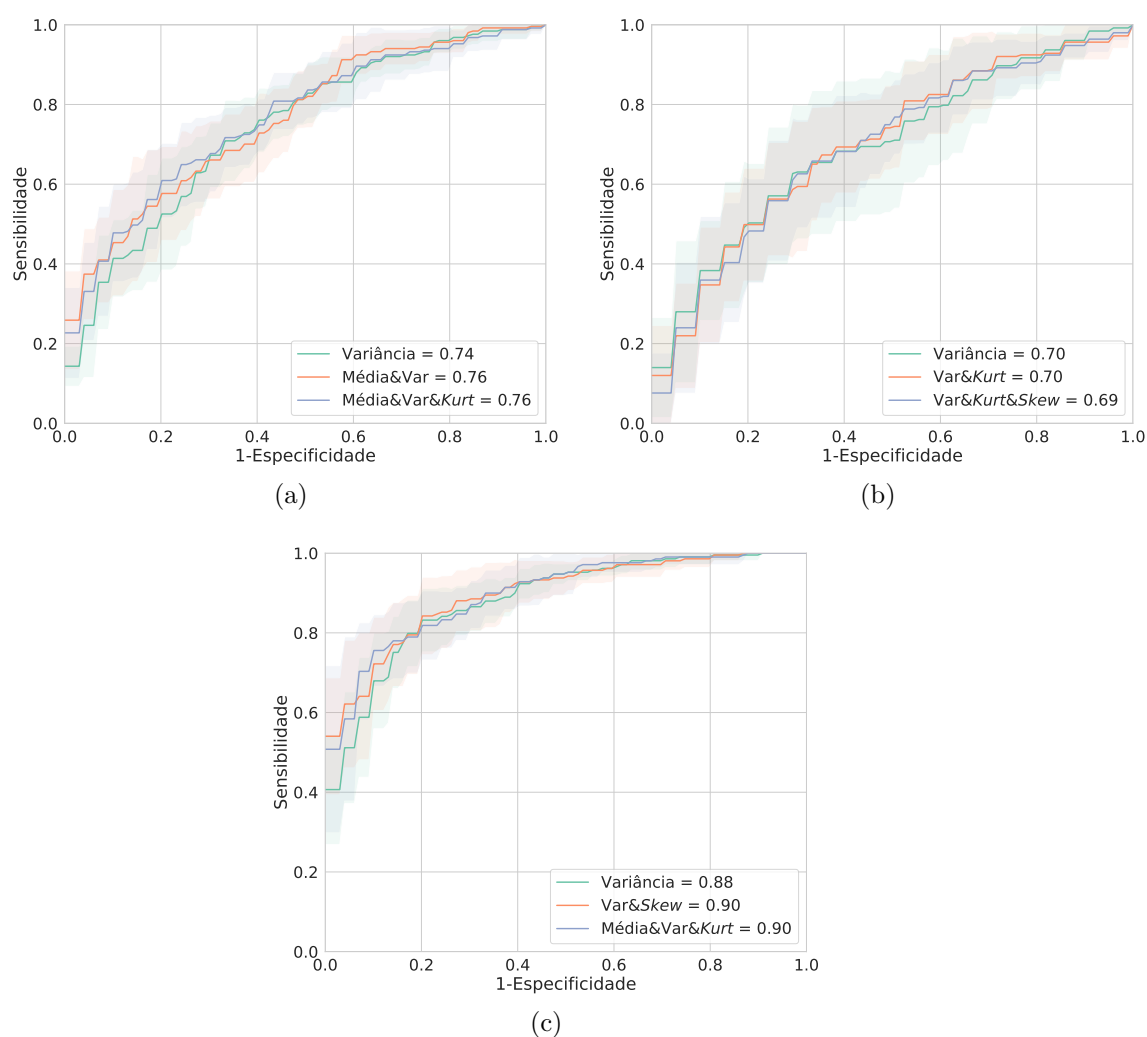 1.0
0.8
0.6
0.4
0.2
0.0
Sensibilidade
Variância = 0.74
Média&Var = 0.76
Média&Var&Kurt = 0.76
0.0 0.2 0.4 0.6 0.8 1.0
1-Especificidade
(a)
1.0
0.8
0.6
0.4
0.2
0.0
Sensibilidade
Variância = 0.70
Var&Kurt = 0.70
Var&Kurt&Skew = 0.69
0.0 0.2 0.4 0.6 0.8 1.0
1-Especificidade
(b)
1.0
0.8
0.6
0.4
0.2
0.0
Sensibilidade
Variância = 0.88
Var&Skew = 0.90
Média&Var&Kurt = 0.90
0.0 0.2 0.4 0.6 0.8 1.0
1-Especificidade
(c)